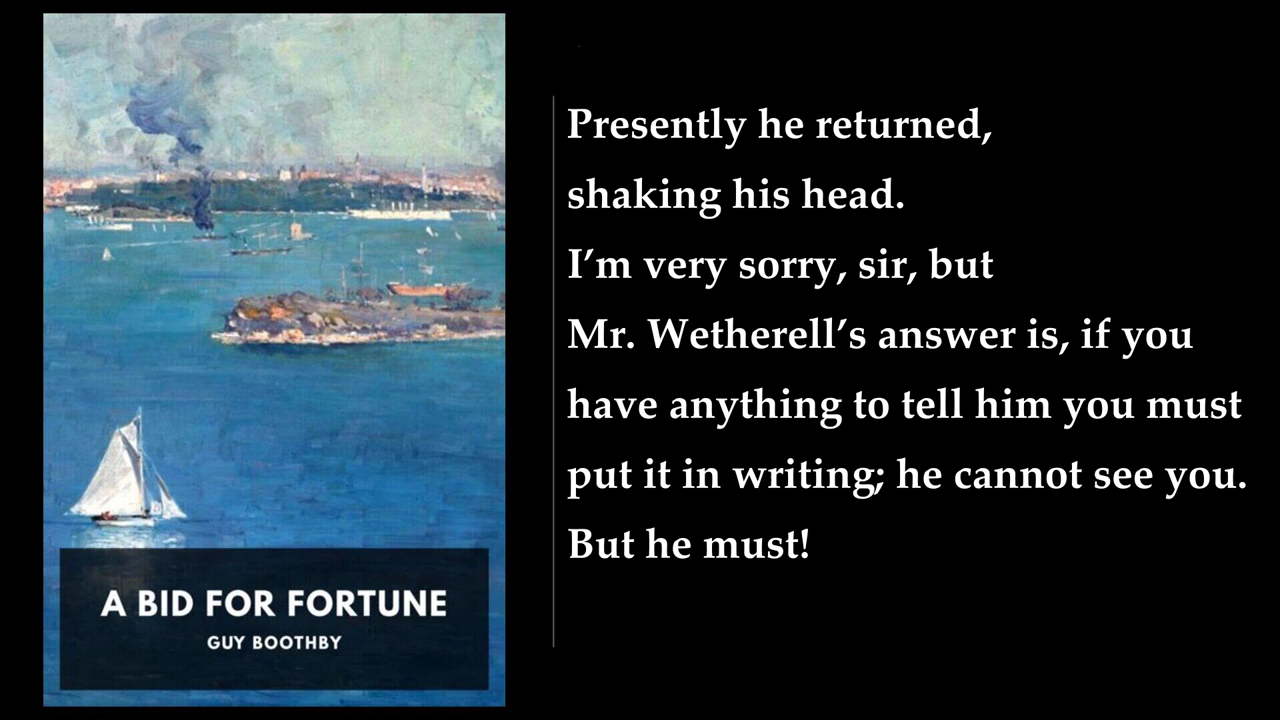 A BID FOR FORTUNE
GUY BOOTHBY
Presently he returned,
shaking his head.
I’m very sorry, sir, but
Mr. Wetherell’s answer is, if you
have anything to tell him you must
put it in writing; he cannot see you.
But he must!